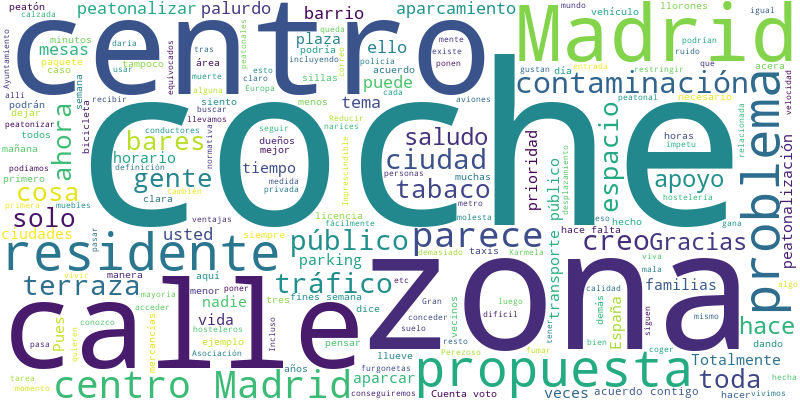 peatón
calzada
peatonalizar
palurdo
centro
barrio
aparcamiento
Madrid
mundo
vehículo
llorones
igual
minutos
mesas
caso
Ayuntamiento
paquete
daría
usar
tampoco
equivocados
tras
área
muerte
alguna
queda
plaza
podría
incluyendo
existe
peatonales
correo
policía
esto
claro
Europa
sillas
ello
mente
ponen
acuerdo
puede
cada
gustan
entrada
restringir
podrían
ruido
que
acera
contaminación
día
aviones
necesario
peatonal
allí
podrán
dejar
peatonizar
todos
ahora
semana
bicicleta
recibir
buscar
llevamos
siento
menos
tema
Reducir
narices
coche
conductores
bares
horario
definición
seguir
dueños
mejor
normativa
Imprescindible
saludo
ciudad
personas
muchas
tabaco
metro
molesta
prioridad
horas
ímpetu
espacio
problema
relacionada
velocidad
peatonalización
mañana
primero
podíamos
cosa
primera
muebles
ciudades
gente
clara
también
tiempo
medida
privada
licencia
fácilmente
apoyo
desplazamiento
transporte público
eso
hostelería
hecho
gana
solo
residente
pasar
usted
ventajas
siempre
público
parking
parece
hace falta
creo
Gracias
demasiado
taxis
Karmela
viva
mala
familias
algo
terraza
vivir
manera
aquí
tráfico
menor
poner
mayoría
acceder
nadie
tres
fines semana
dice
etc
Gran
conceder
suelo
luego
difícil
zona
calidad
demás
bien
España
mismo
siguen
hace
dando
Pues
quieren
conozco
mercancías
calle
hosteleros
vida
ejemplo
Incluso
Asociación
pasa
pensar
años
llueve
furgonetas
vecinos
resto
Perezoso
tener
fumar
coger
Totalmente
tarea
momento
centro Madrid
aparcar
conseguiremos
propuesta
Cuenta voto
veces
acuerdo contigo
toda
hacer
hecha
vivimos